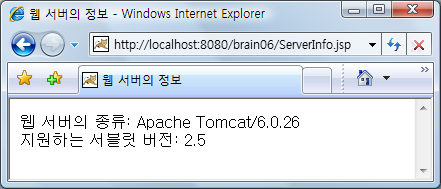 웹 서버의 정보 - Windows Internet Explorer
http://localhost:8080/brain06/ServerInfo.jsp
웹 서버의 정보
웹 서버의 종류: Apache Tomcat/6.0.26
지원하는 서블릿 버전: 2.5